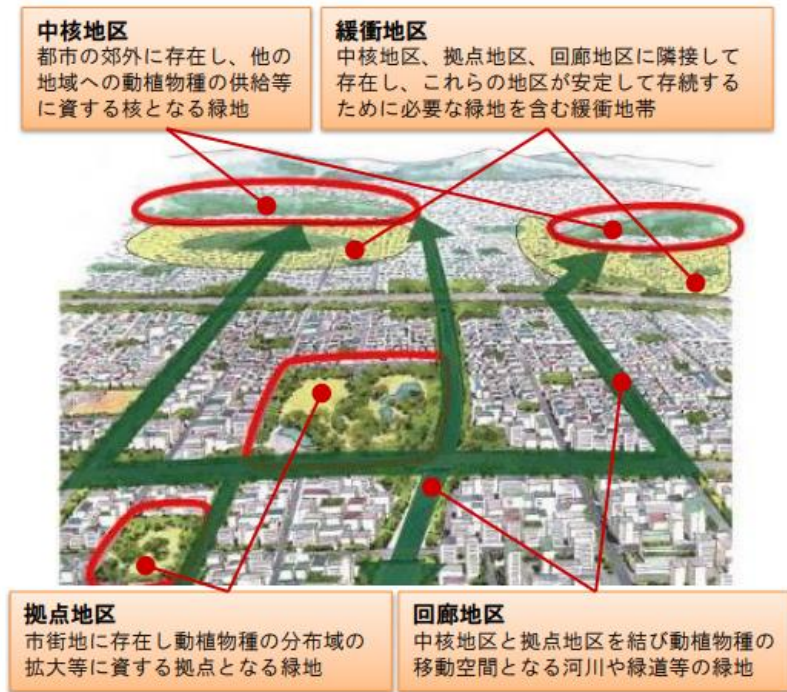 中核地区
都市の郊外に存在し、他の
地域への動植物種の供給等
に資する核となる緑地
緩衝地区
中核地区、拠点地区、回廊地区に隣接して
存在し、これらの地区が安定して存続する
ために必要な緑地を含む緩衝地帯
拠点地区
市街地に存在し動植物種の分布域の
拡大等に資する拠点となる緑地
回廊地区
中核地区と拠点地区を結び動植物種の
移動空間となる河川や緑道等の緑地